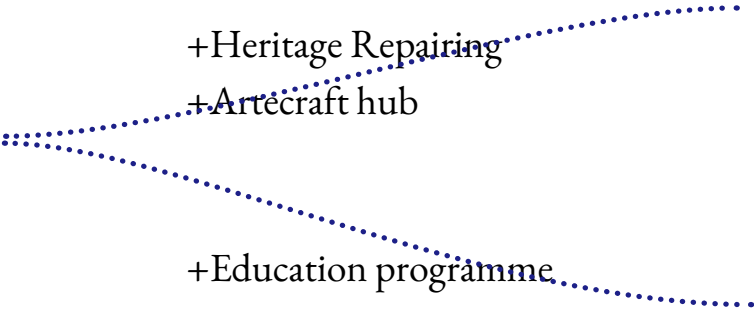 +Heritage Repairing
+Artecraft hub
+Education programme